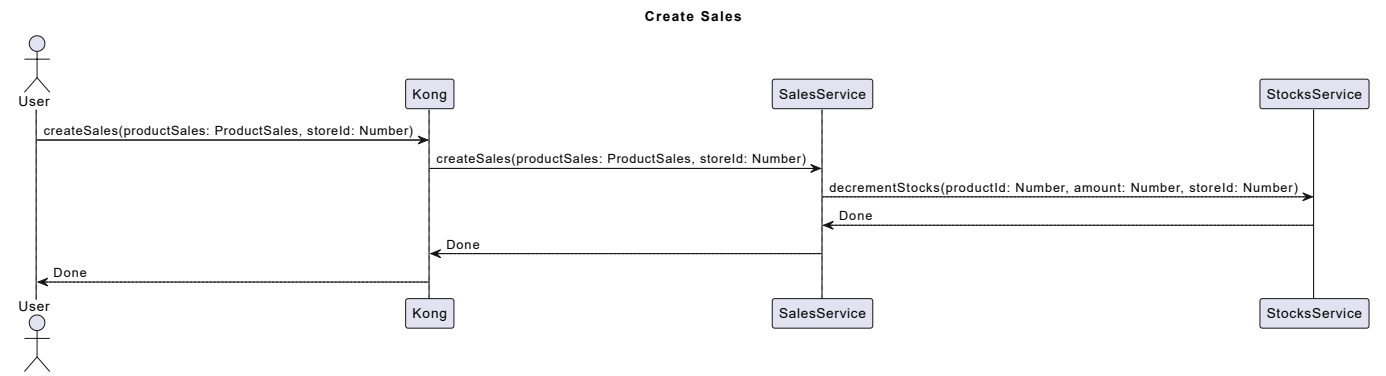 Create Sales
User
Kong
SalesService
StocksService
createSales(productSales: ProductSales, storeId: Number)
createSales(productSales: ProductSales, storeId: Number)
decrementStocks(productId: Number, amount: Number, storeId: Number)
Done
Done
Done
User
Kong
SalesService
StocksService